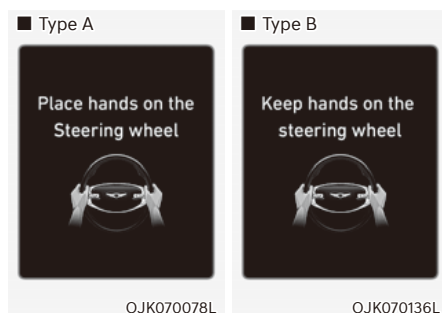 ■ Type A
Place hands on the
Steering wheel
OJK070078L
■ Type B
Keep hands on the
steering wheel
OJK070136L